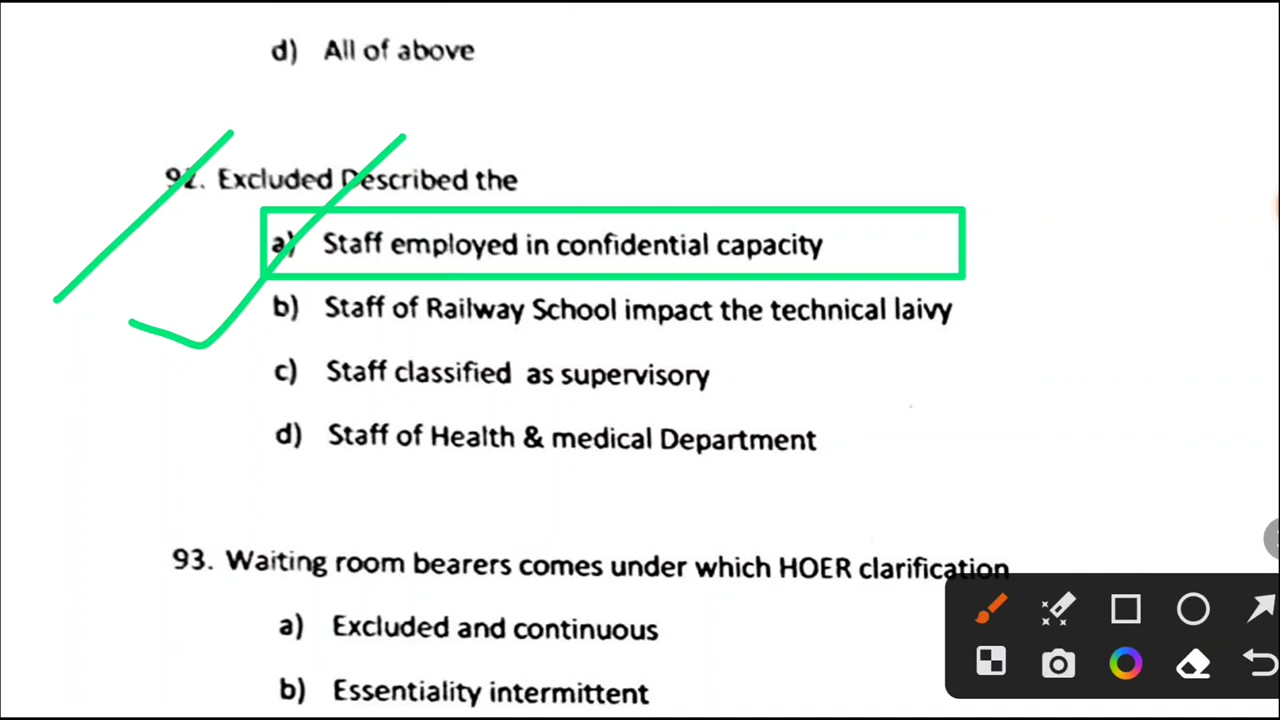 d) All of above
92. Excluded Described the
a) Staff employed in confidential capacity
b) Staff of Railway School impact the technical laivy
c) Staff classified as supervisory
d) Staff of Health & medical Department
93. Waiting room bearers comes under which HOER clarification
a) Excluded and continuous
b) Essentiality intermittent